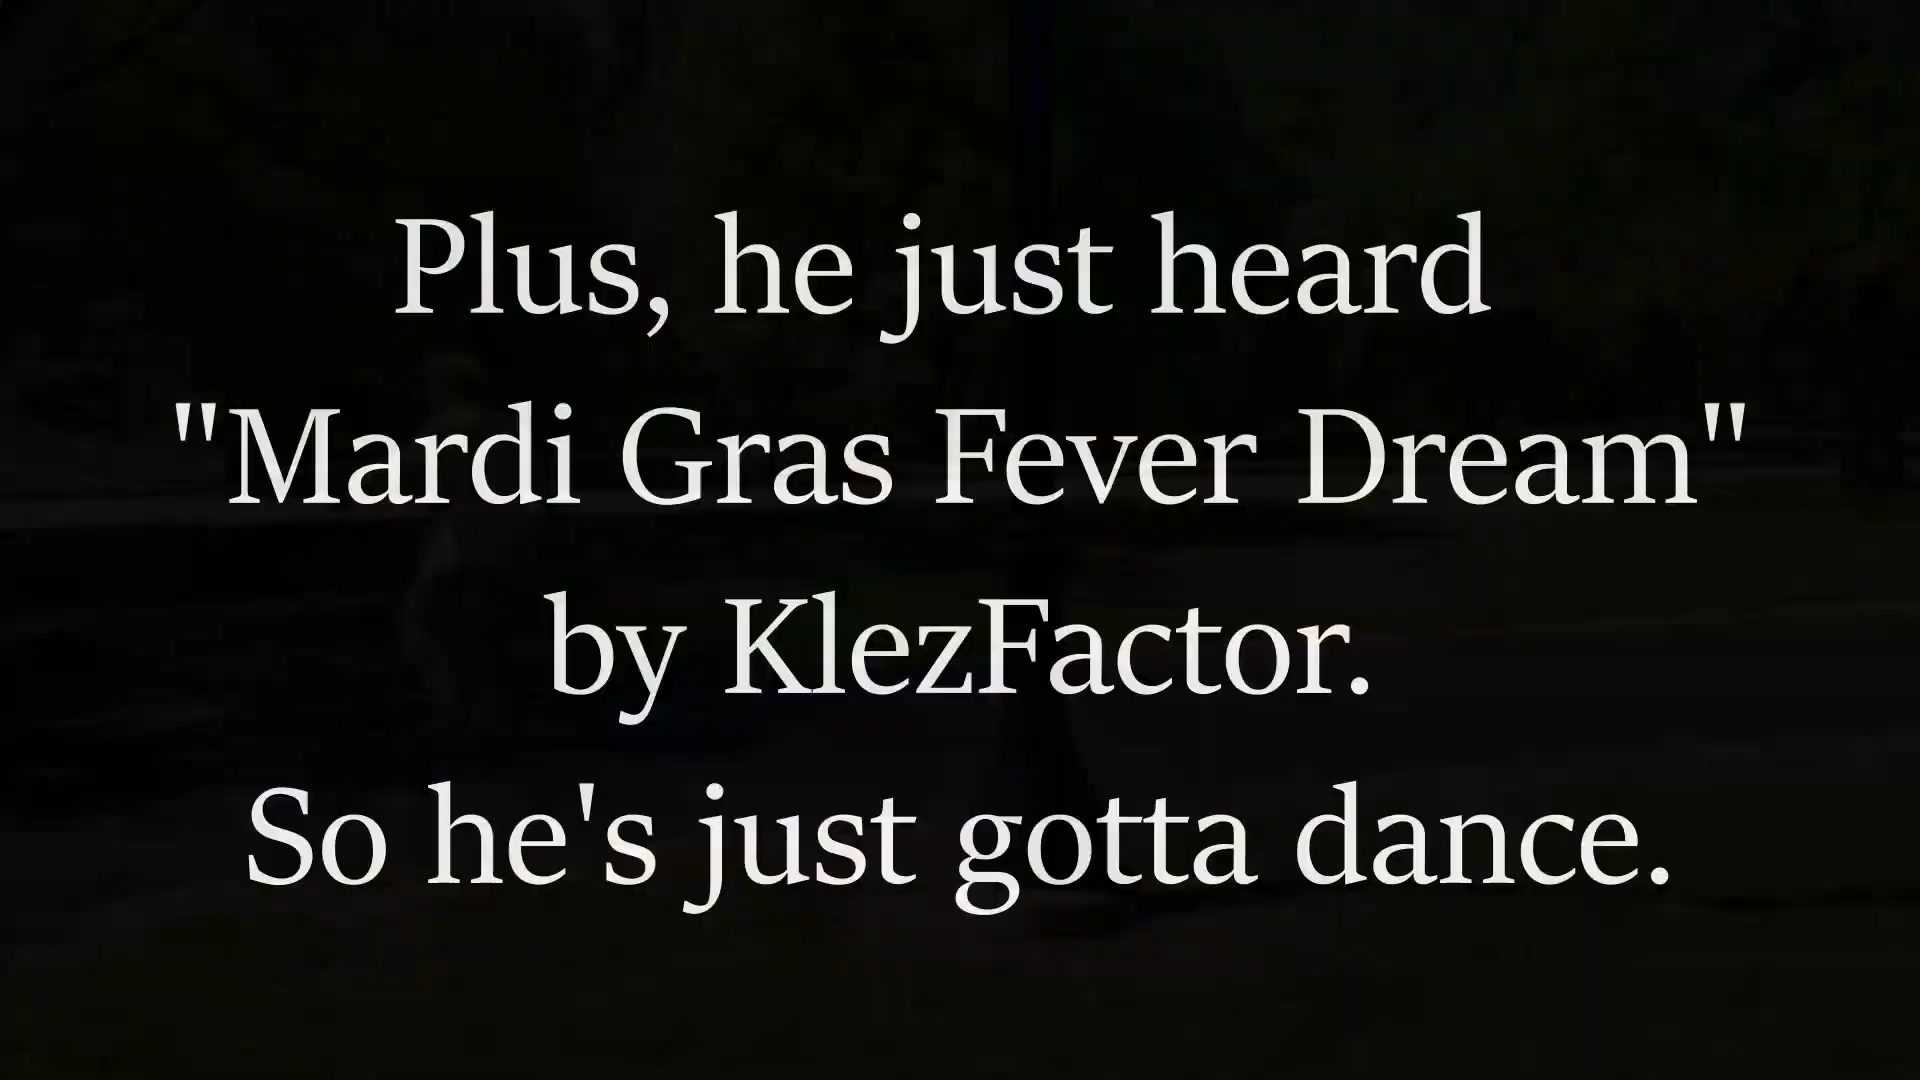 Plus, he just heard
"Mardi Gras Fever Dream"
by KlezFactor.
So he's just gotta dance.